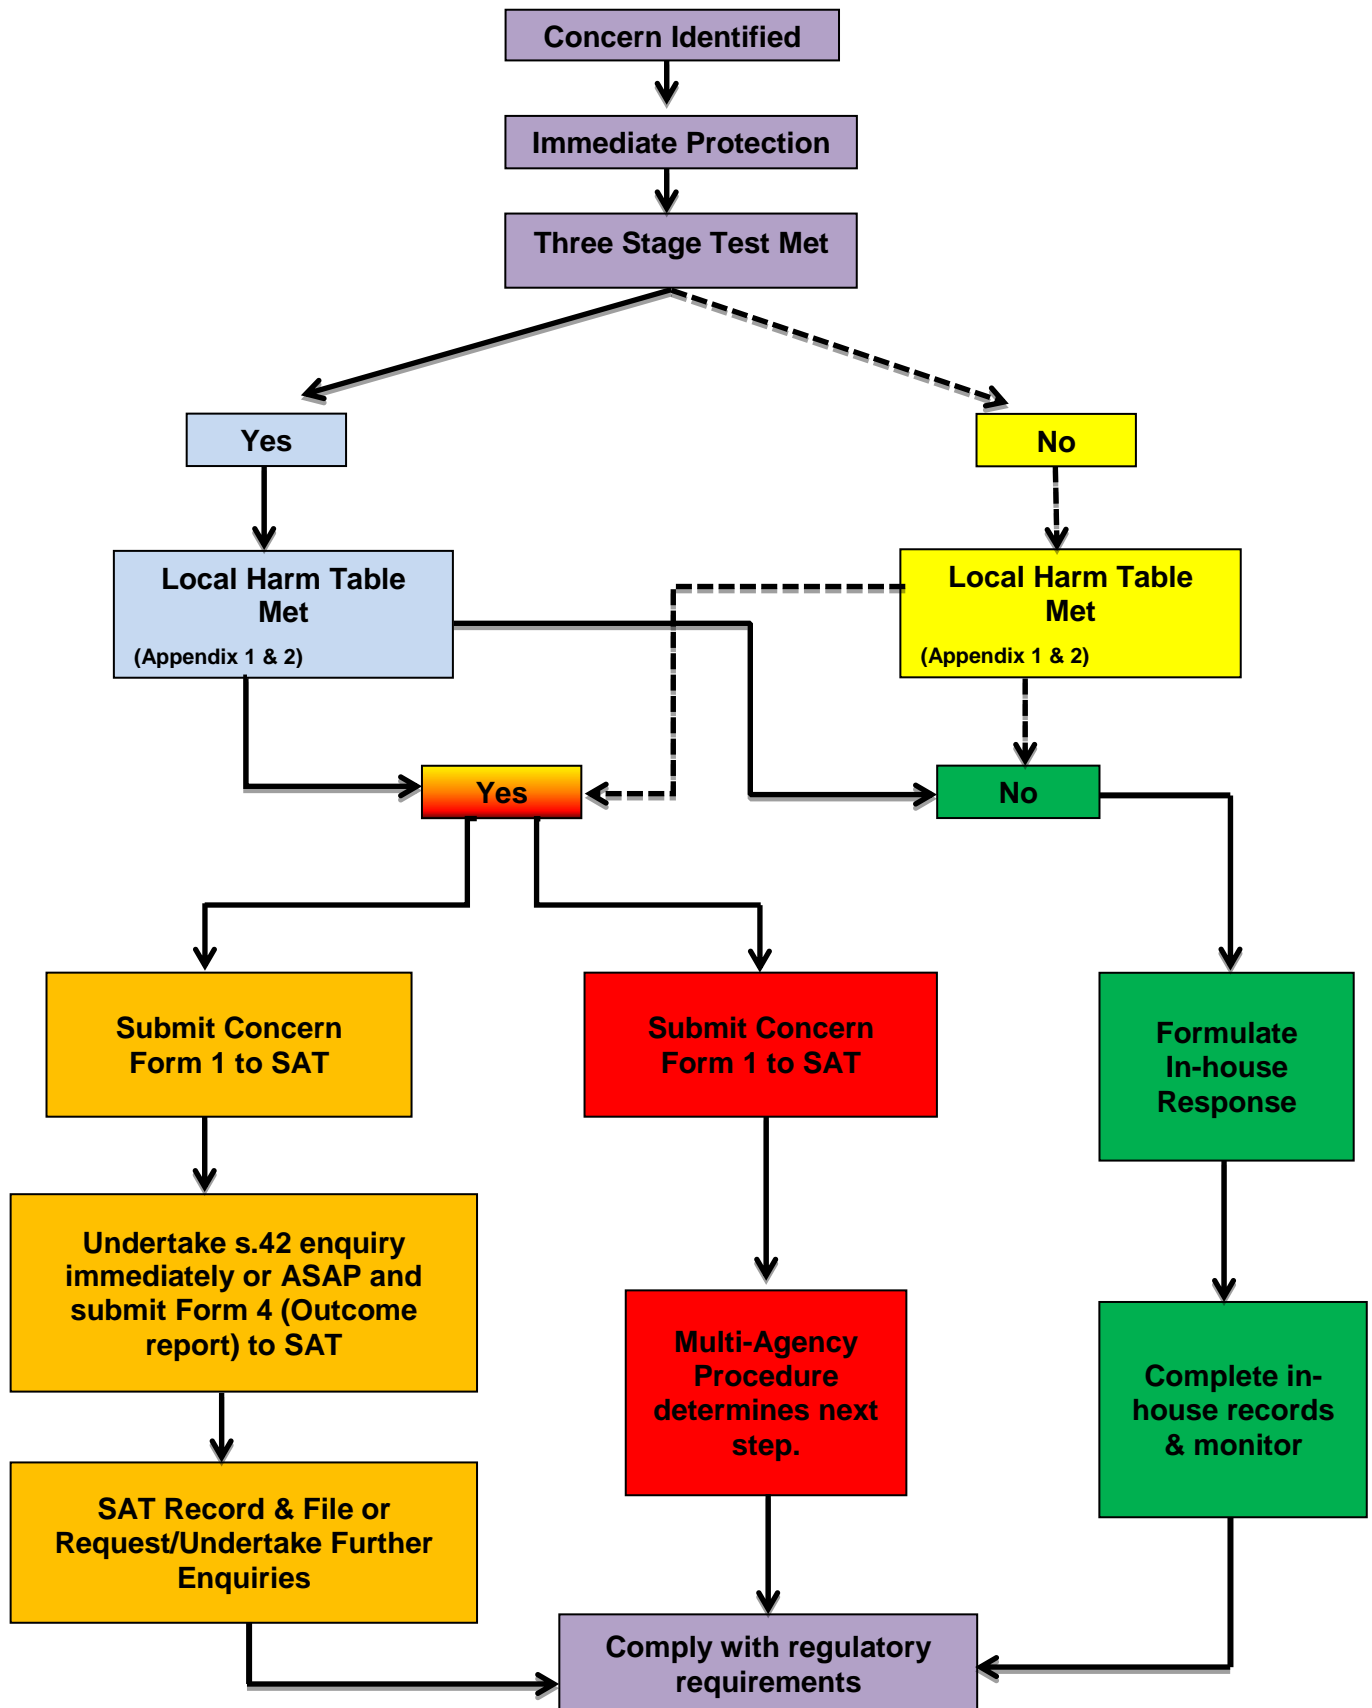 Concern Identified
Immediate Protection
Three Stage Test Met
Yes
No
Local Harm Table
Met
(Appendix 1 & 2)
Local Harm Table
Met
(Appendix 1 & 2)
Yes
No
Submit Concern
Form 1 to SAT
Submit Concern
Form 1 to SAT
Formulate
In-house
Response
Undertake s.42 enquiry
immediately or ASAP and
submit Form 4 (Outcome
report) to SAT
Multi-Agency
Procedure
determines next
step.
Complete in-
house records
& monitor
SAT Record & File or
Request/Undertake Further
Enquiries
Comply with regulatory
requirements